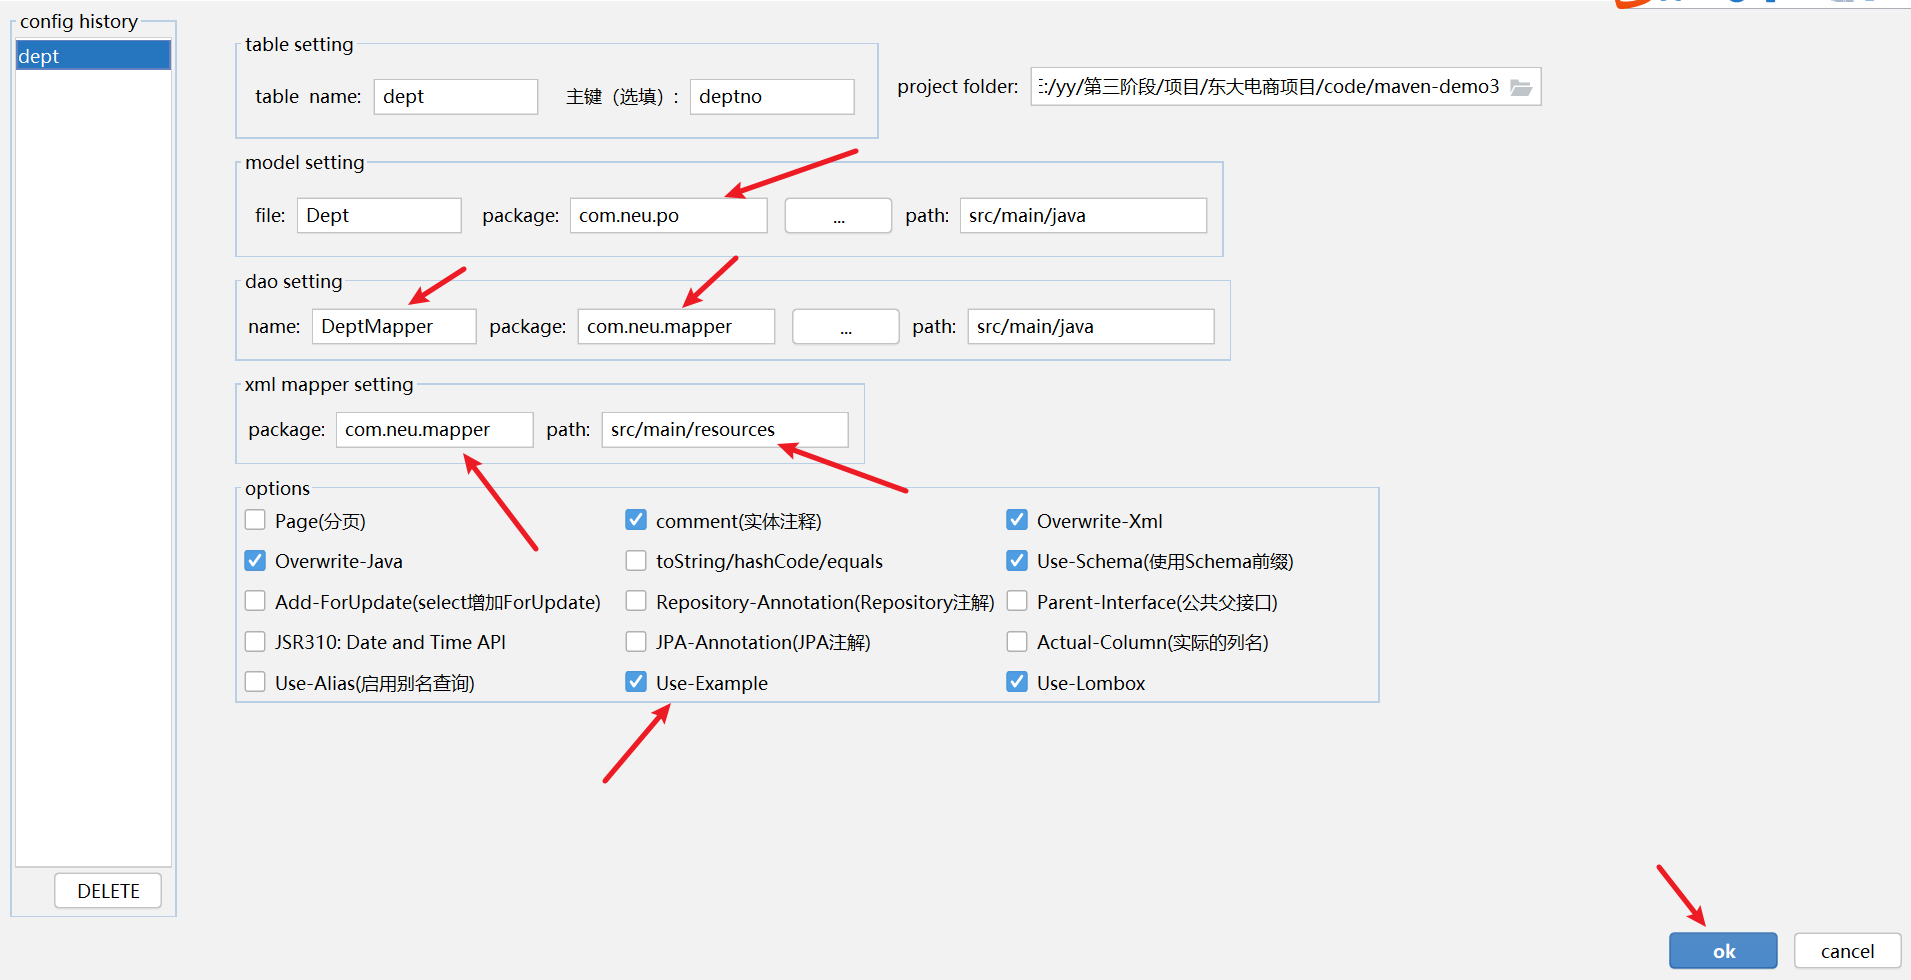 config history
dept
DELETE
table setting
table name: dept 主键（选填）: deptno
project folder: :/yy/第三阶段/项目/东大电商项目/code/maven-demo3
model setting
file: Dept package: com.neu.po ... path: src/main/java
dao setting
name: DeptMapper package: com.neu.mapper ... path: src/main/java
xml mapper setting
package: com.neu.mapper path: src/main/resources
options
Page(分页) comment(实体注释) Overwrite-Xml
Overwrite-Java toString/hashCode/equals Use-Schema(使用Schema前缀)
Add-ForUpdate(select增加ForUpdate) Repository-Annotation(Repository注解) Parent-Interface(公共父接口)
JSR310: Date and Time API JPA-Annotation(JPA注解) Actual-Column(实际的列名)
Use-Alias(启用别名查询) Use-Example Use-Lombox
ok cancel